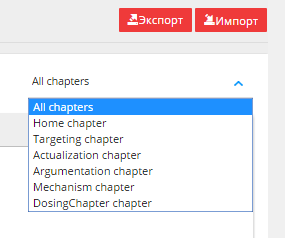 Экспорт Импорт
All chapters
All chapters
Home chapter
Targeting chapter
Actualization chapter
Argumentation chapter
Mechanism chapter
DosingChapter chapter